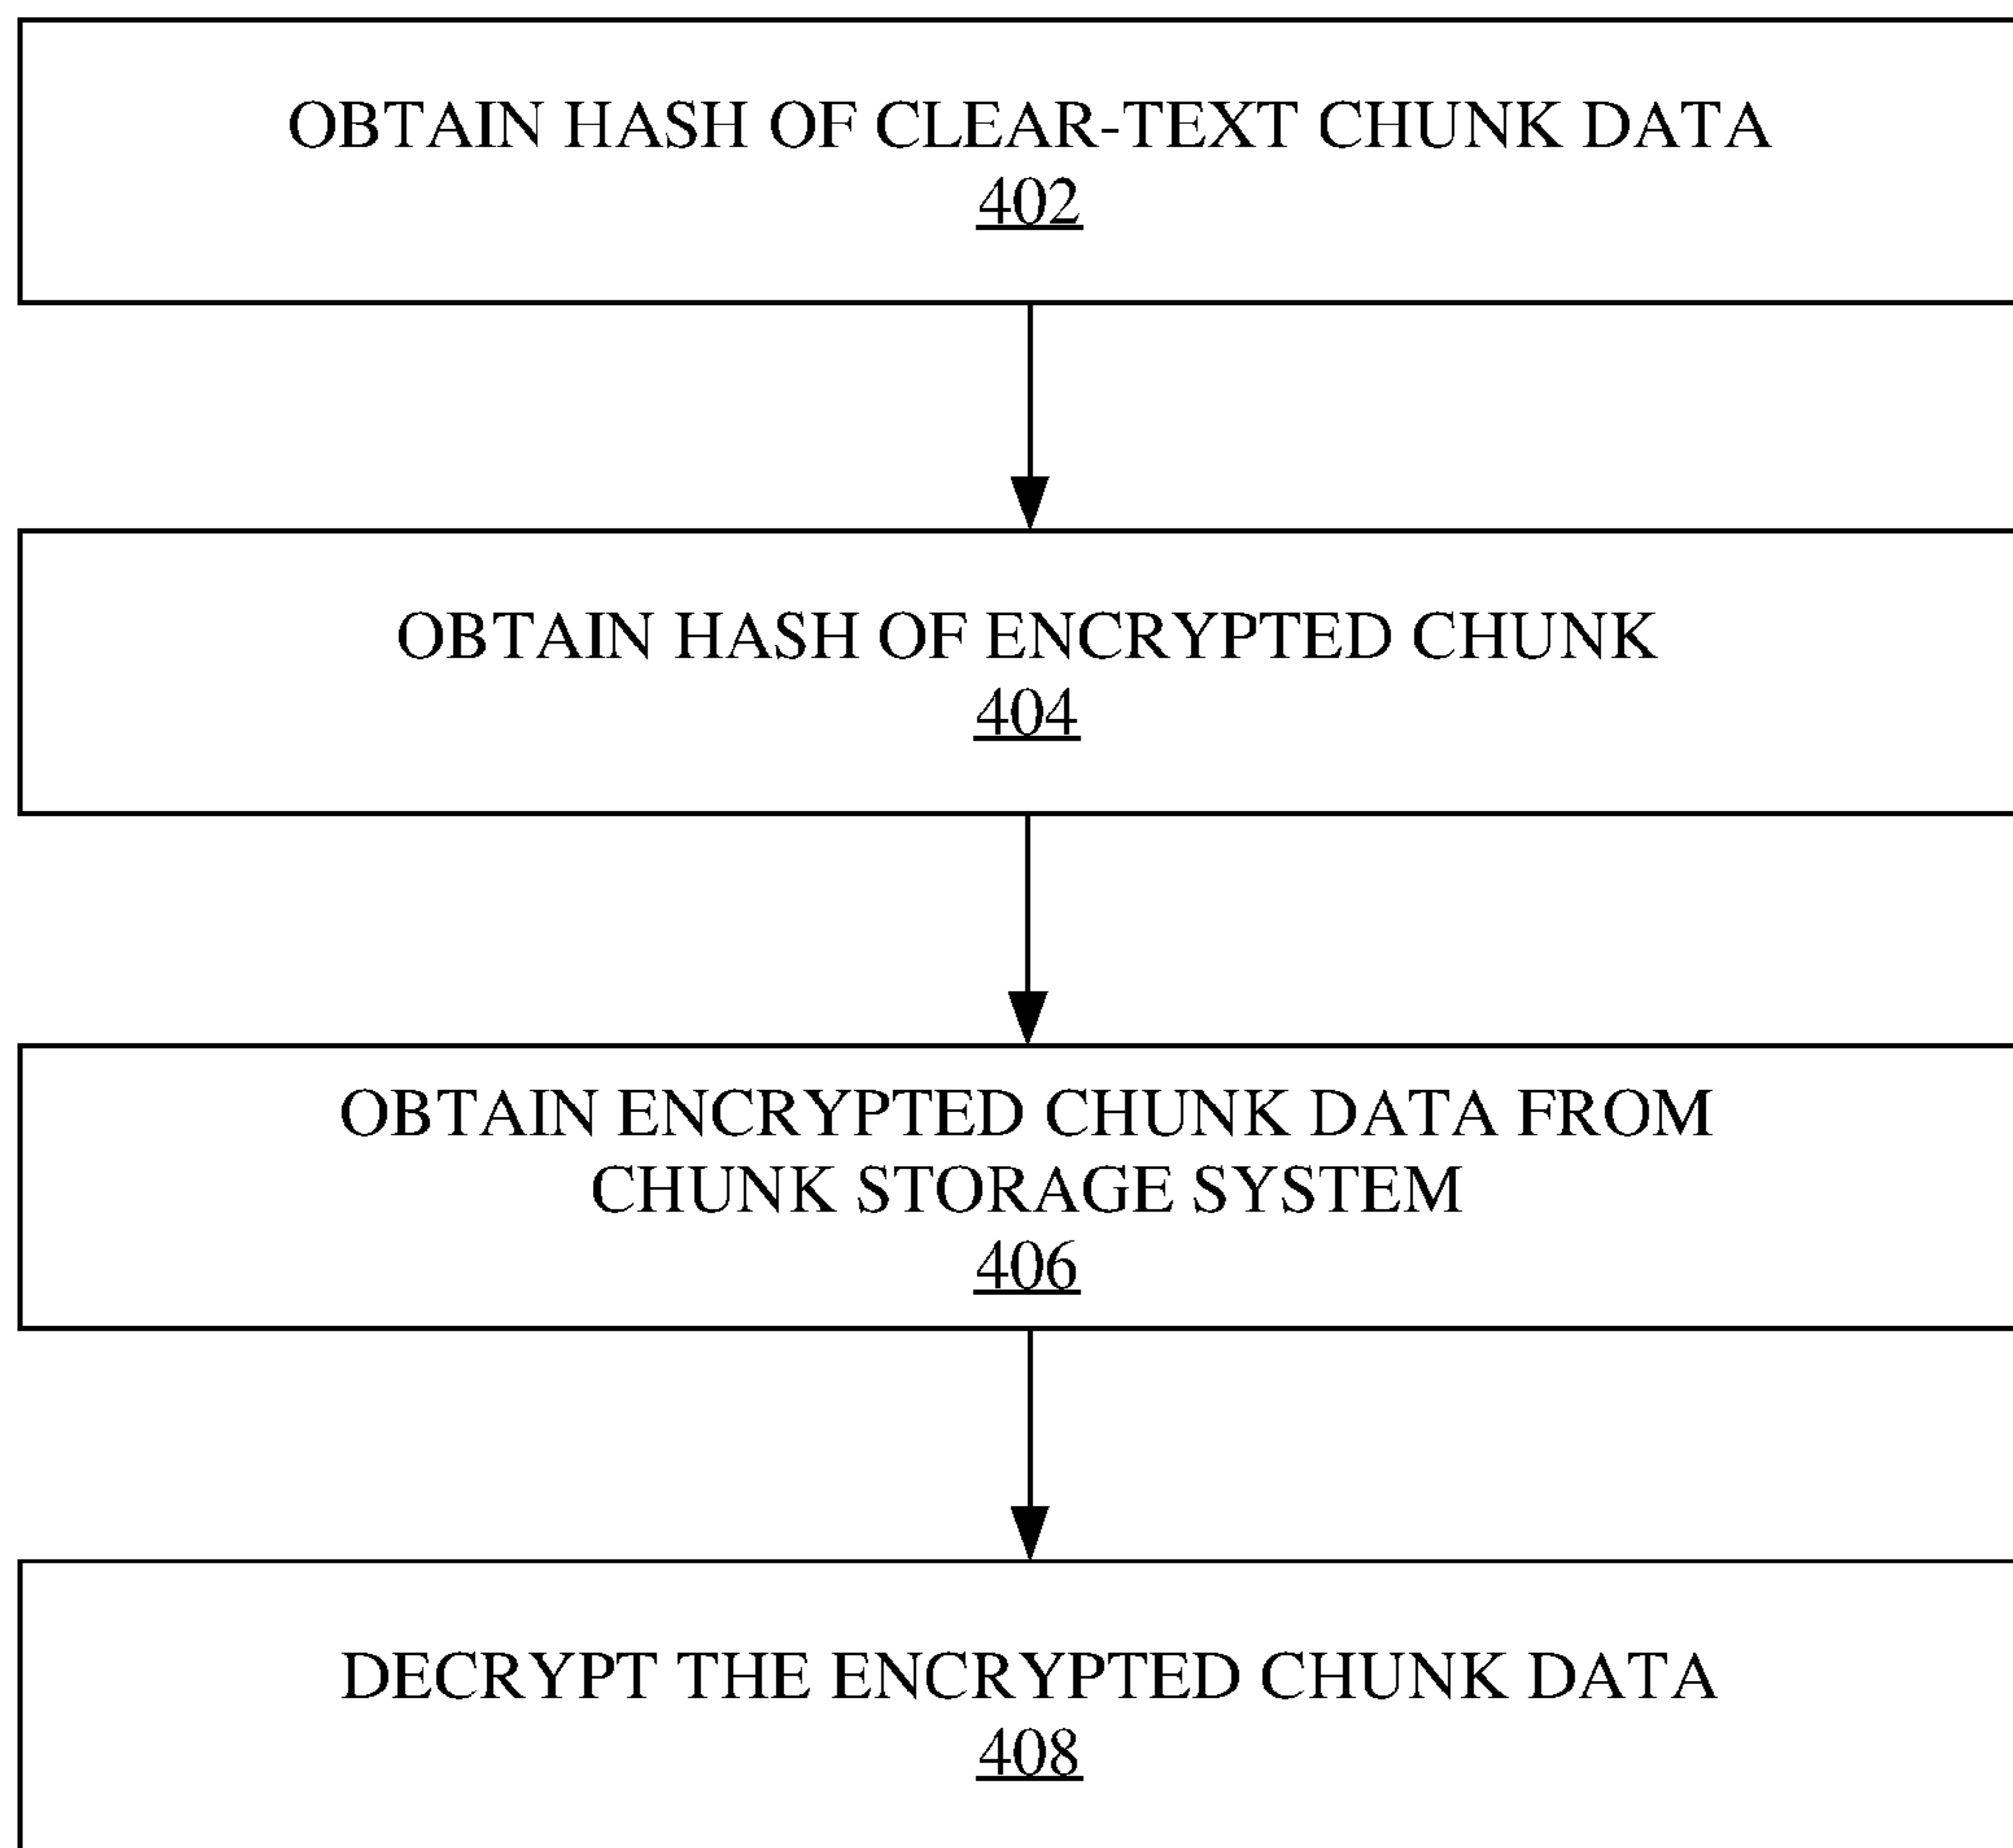 OBTAIN HASH OF CLEAR-TEXT CHUNK DATA
402
OBTAIN HASH OF ENCRYPTED CHUNK
404
OBTAIN ENCRYPTED CHUNK DATA FROM
CHUNK STORAGE SYSTEM
406
DECRYPT THE ENCRYPTED CHUNK DATA
408